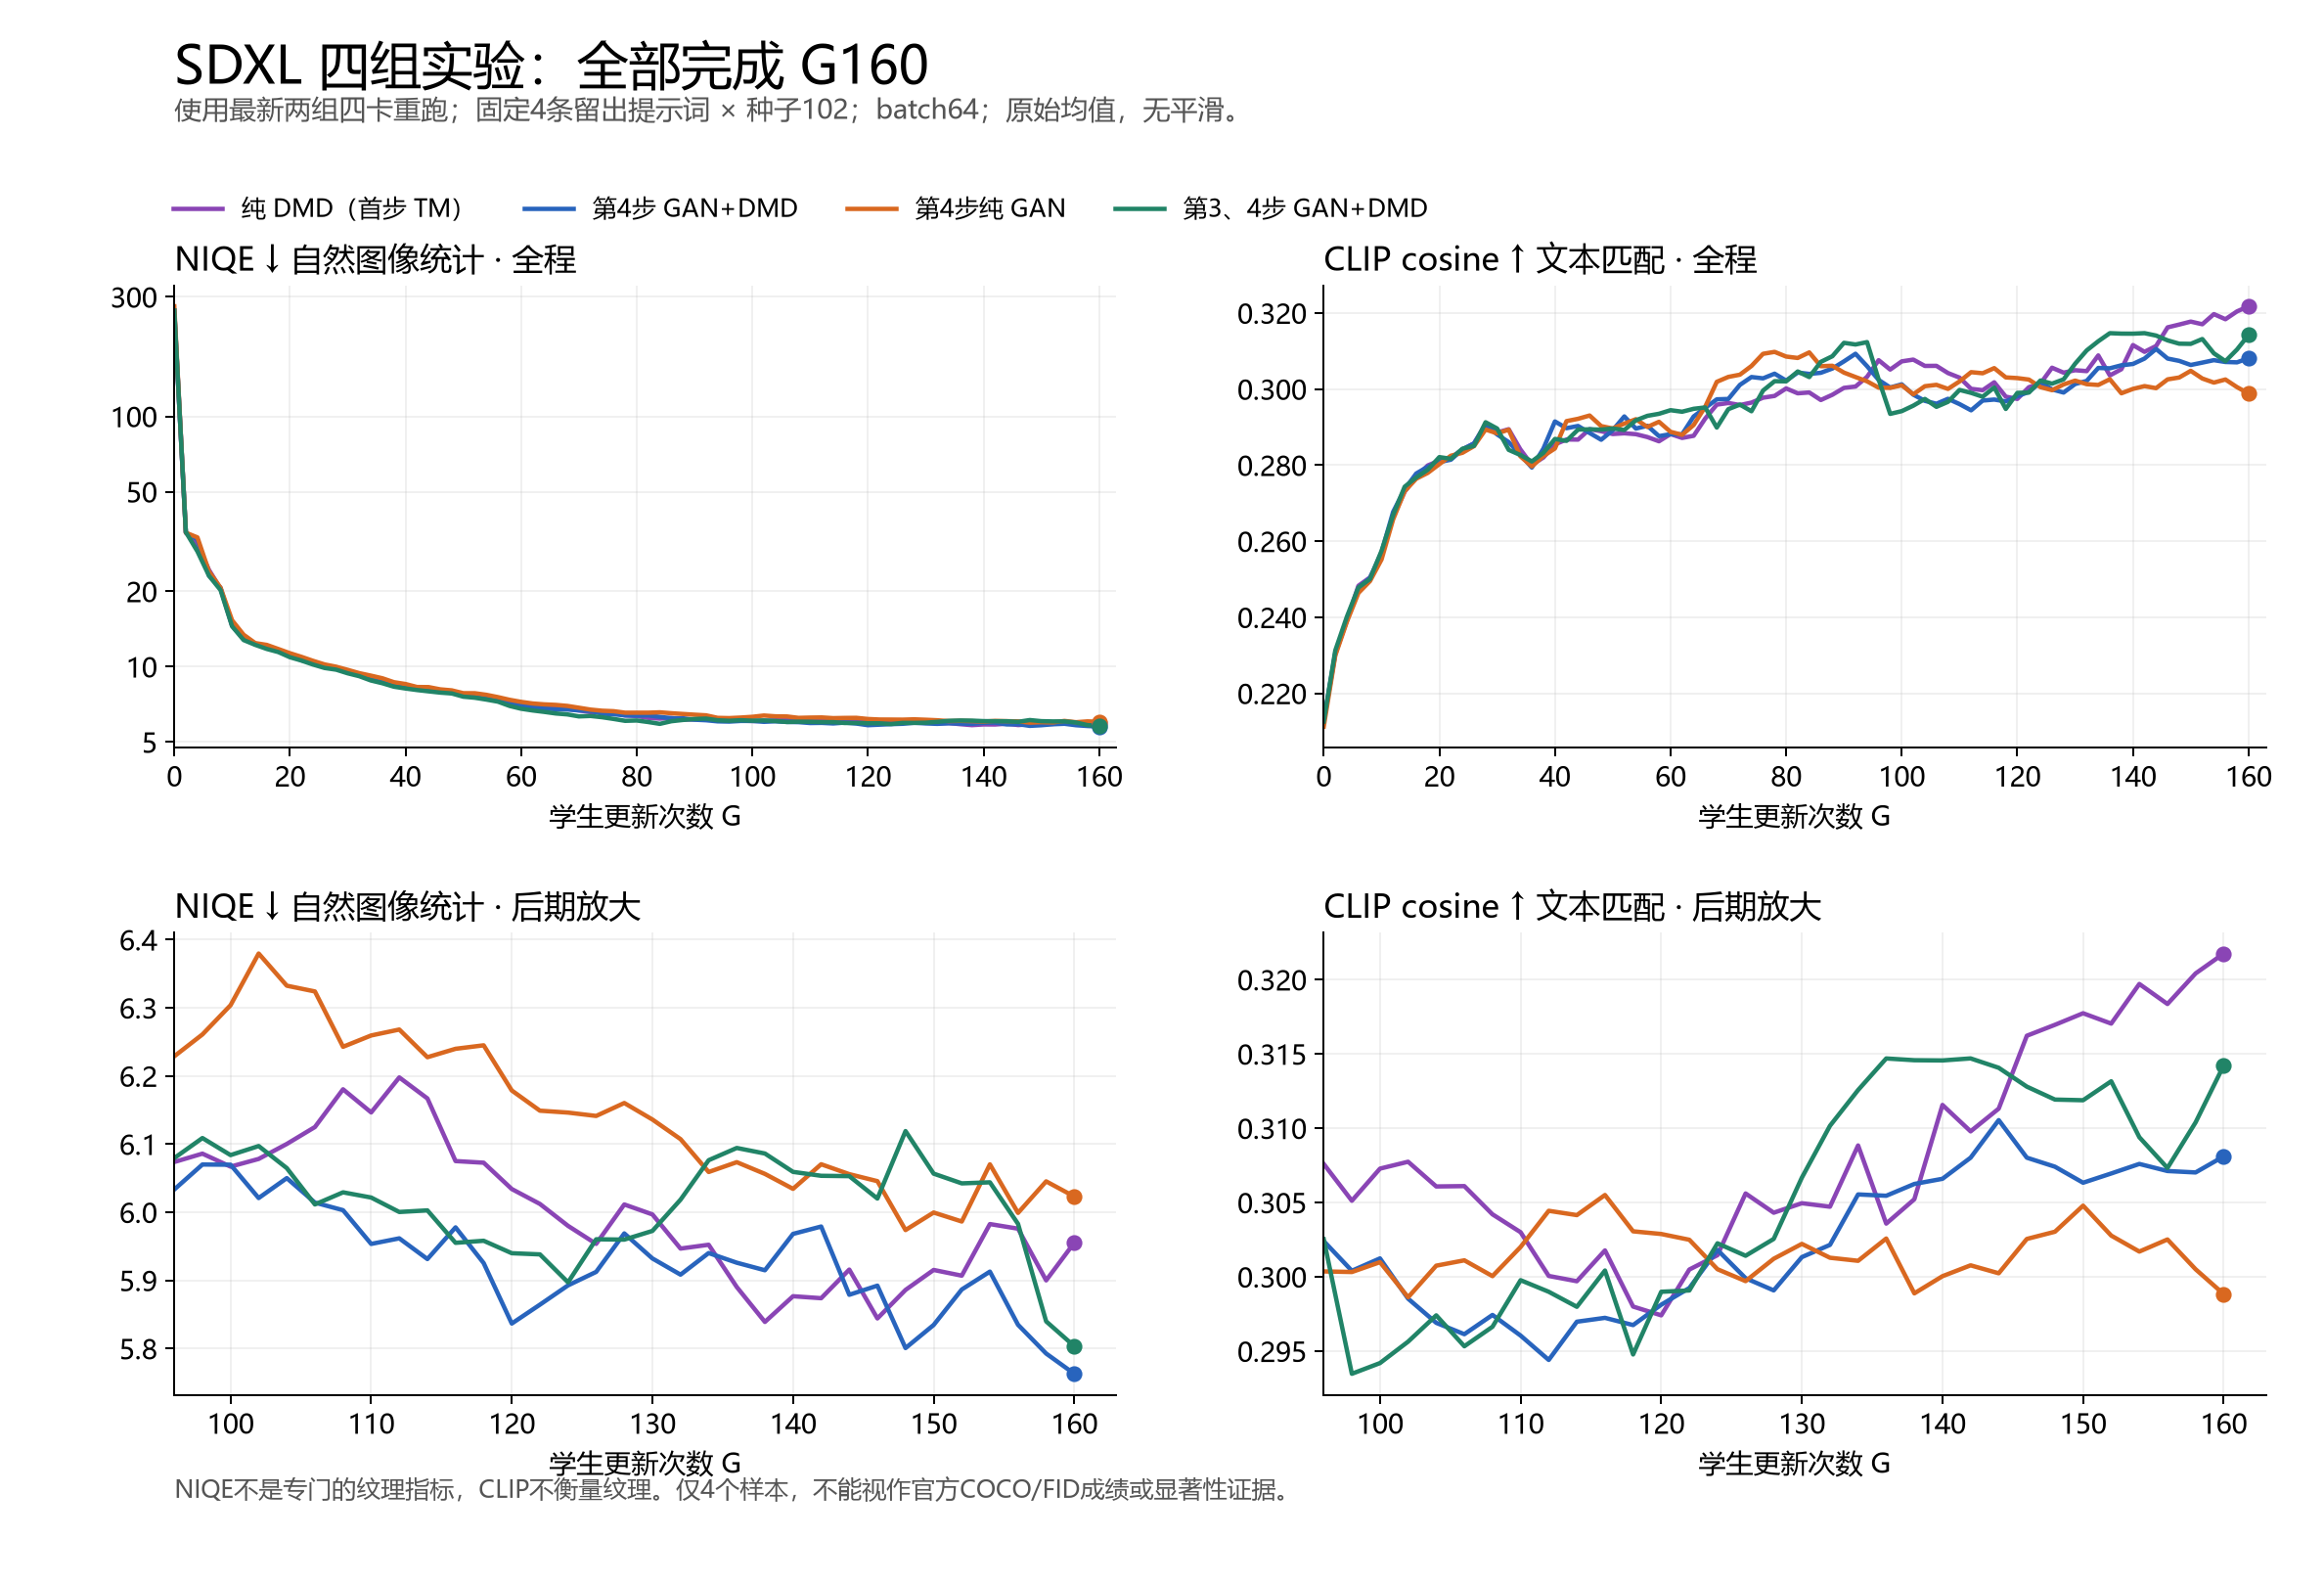 SDXL 四组实验：全部完成 G160
使用最新两组四卡重跑；固定4条留出提示词 × 种子102；batch64；原始均值，无平滑。
纯 DMD（首步 TM） 第4步 GAN+DMD 第4步纯 GAN 第3、4步 GAN+DMD
NIQE ↓ 自然图像统计 · 全程
300
100
50
20
10
5
0 20 40 60 80 100 120 140 160
学生更新次数 G
CLIP cosine ↑ 文本匹配 · 全程
0.320
0.300
0.280
0.260
0.240
0.220
0 20 40 60 80 100 120 140 160
学生更新次数 G
NIQE ↓ 自然图像统计 · 后期放大
6.4
6.3
6.2
6.1
6.0
5.9
5.8
100 110 120 130 140 150 160
学生更新次数 G
CLIP cosine ↑ 文本匹配 · 后期放大
0.320
0.315
0.310
0.305
0.300
0.295
100 110 120 130 140 150 160
学生更新次数 G
NIQE不是专门的纹理指标，CLIP不衡量纹理。仅4个样本，不能视作官方COCO/FID成绩或显著性证据。